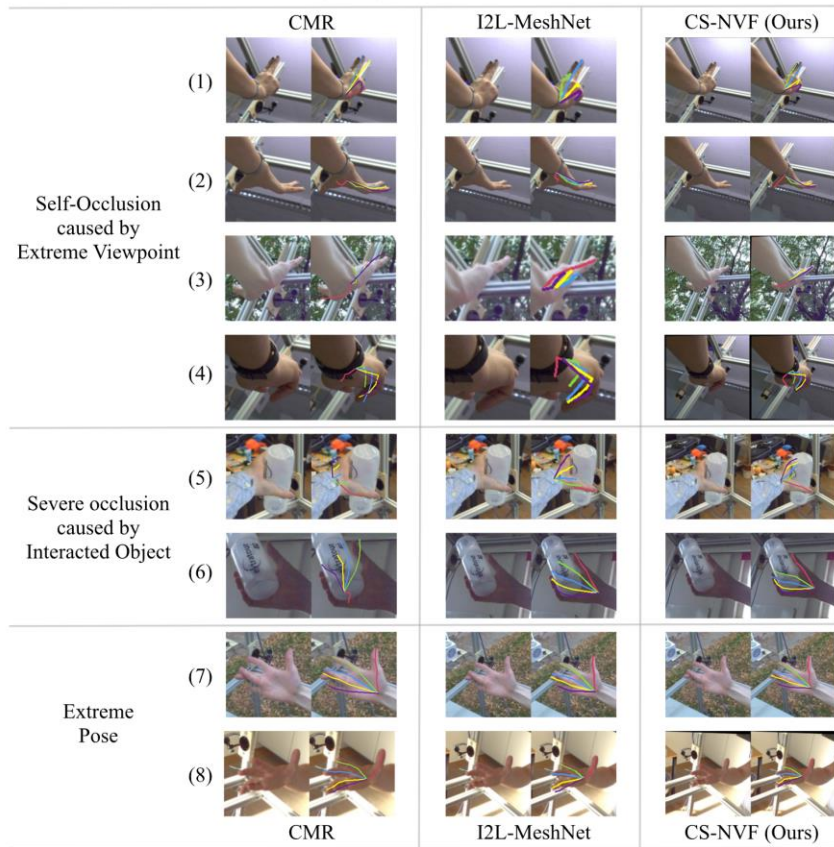 CMR I2L-MeshNet CS-NVF (Ours)
(1)
(2)
Self-Occlusion
caused by
Extreme Viewpoint
(3)
(4)
(5)
Severe occlusion
caused by
Interacted Object
(6)
(7)
Extreme
Pose
(8)
CMR I2L-MeshNet CS-NVF (Ours)